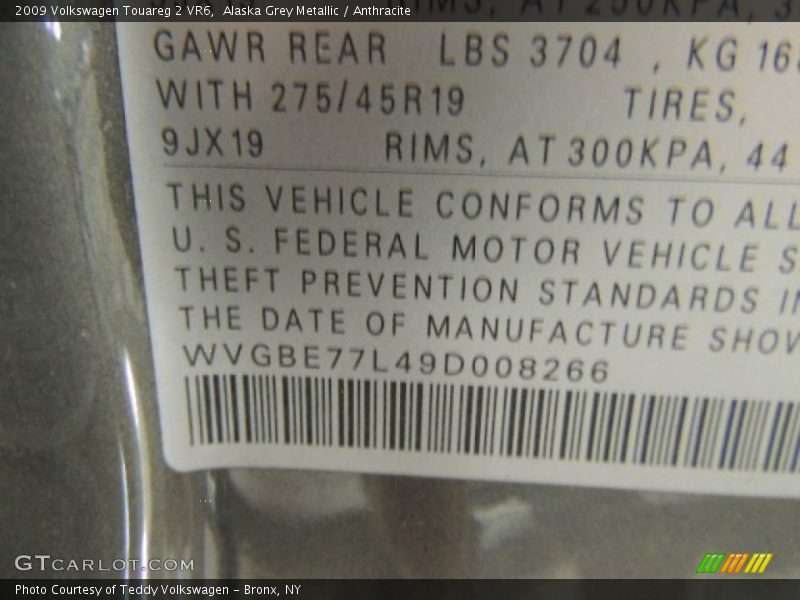 2009 Volkswagen Touareg 2 VR6, Alaska Grey Metallic / Anthracite
GAWR REAR LBS 3704 , KG
WITH 275/45R19 TIRES,
9JX19 RIMS, AT 300KPA, 44
THIS VEHICLE CONFORMS TO ALL
U. S. FEDERAL MOTOR VEHICLE S
THEFT PREVENTION STANDARDS
THE DATE OF MANUFACTURE SHOW
WVGBE77L49D008266
GTCARLOT.COM
Photo Courtesy of Teddy Volkswagen – Bronx, NY